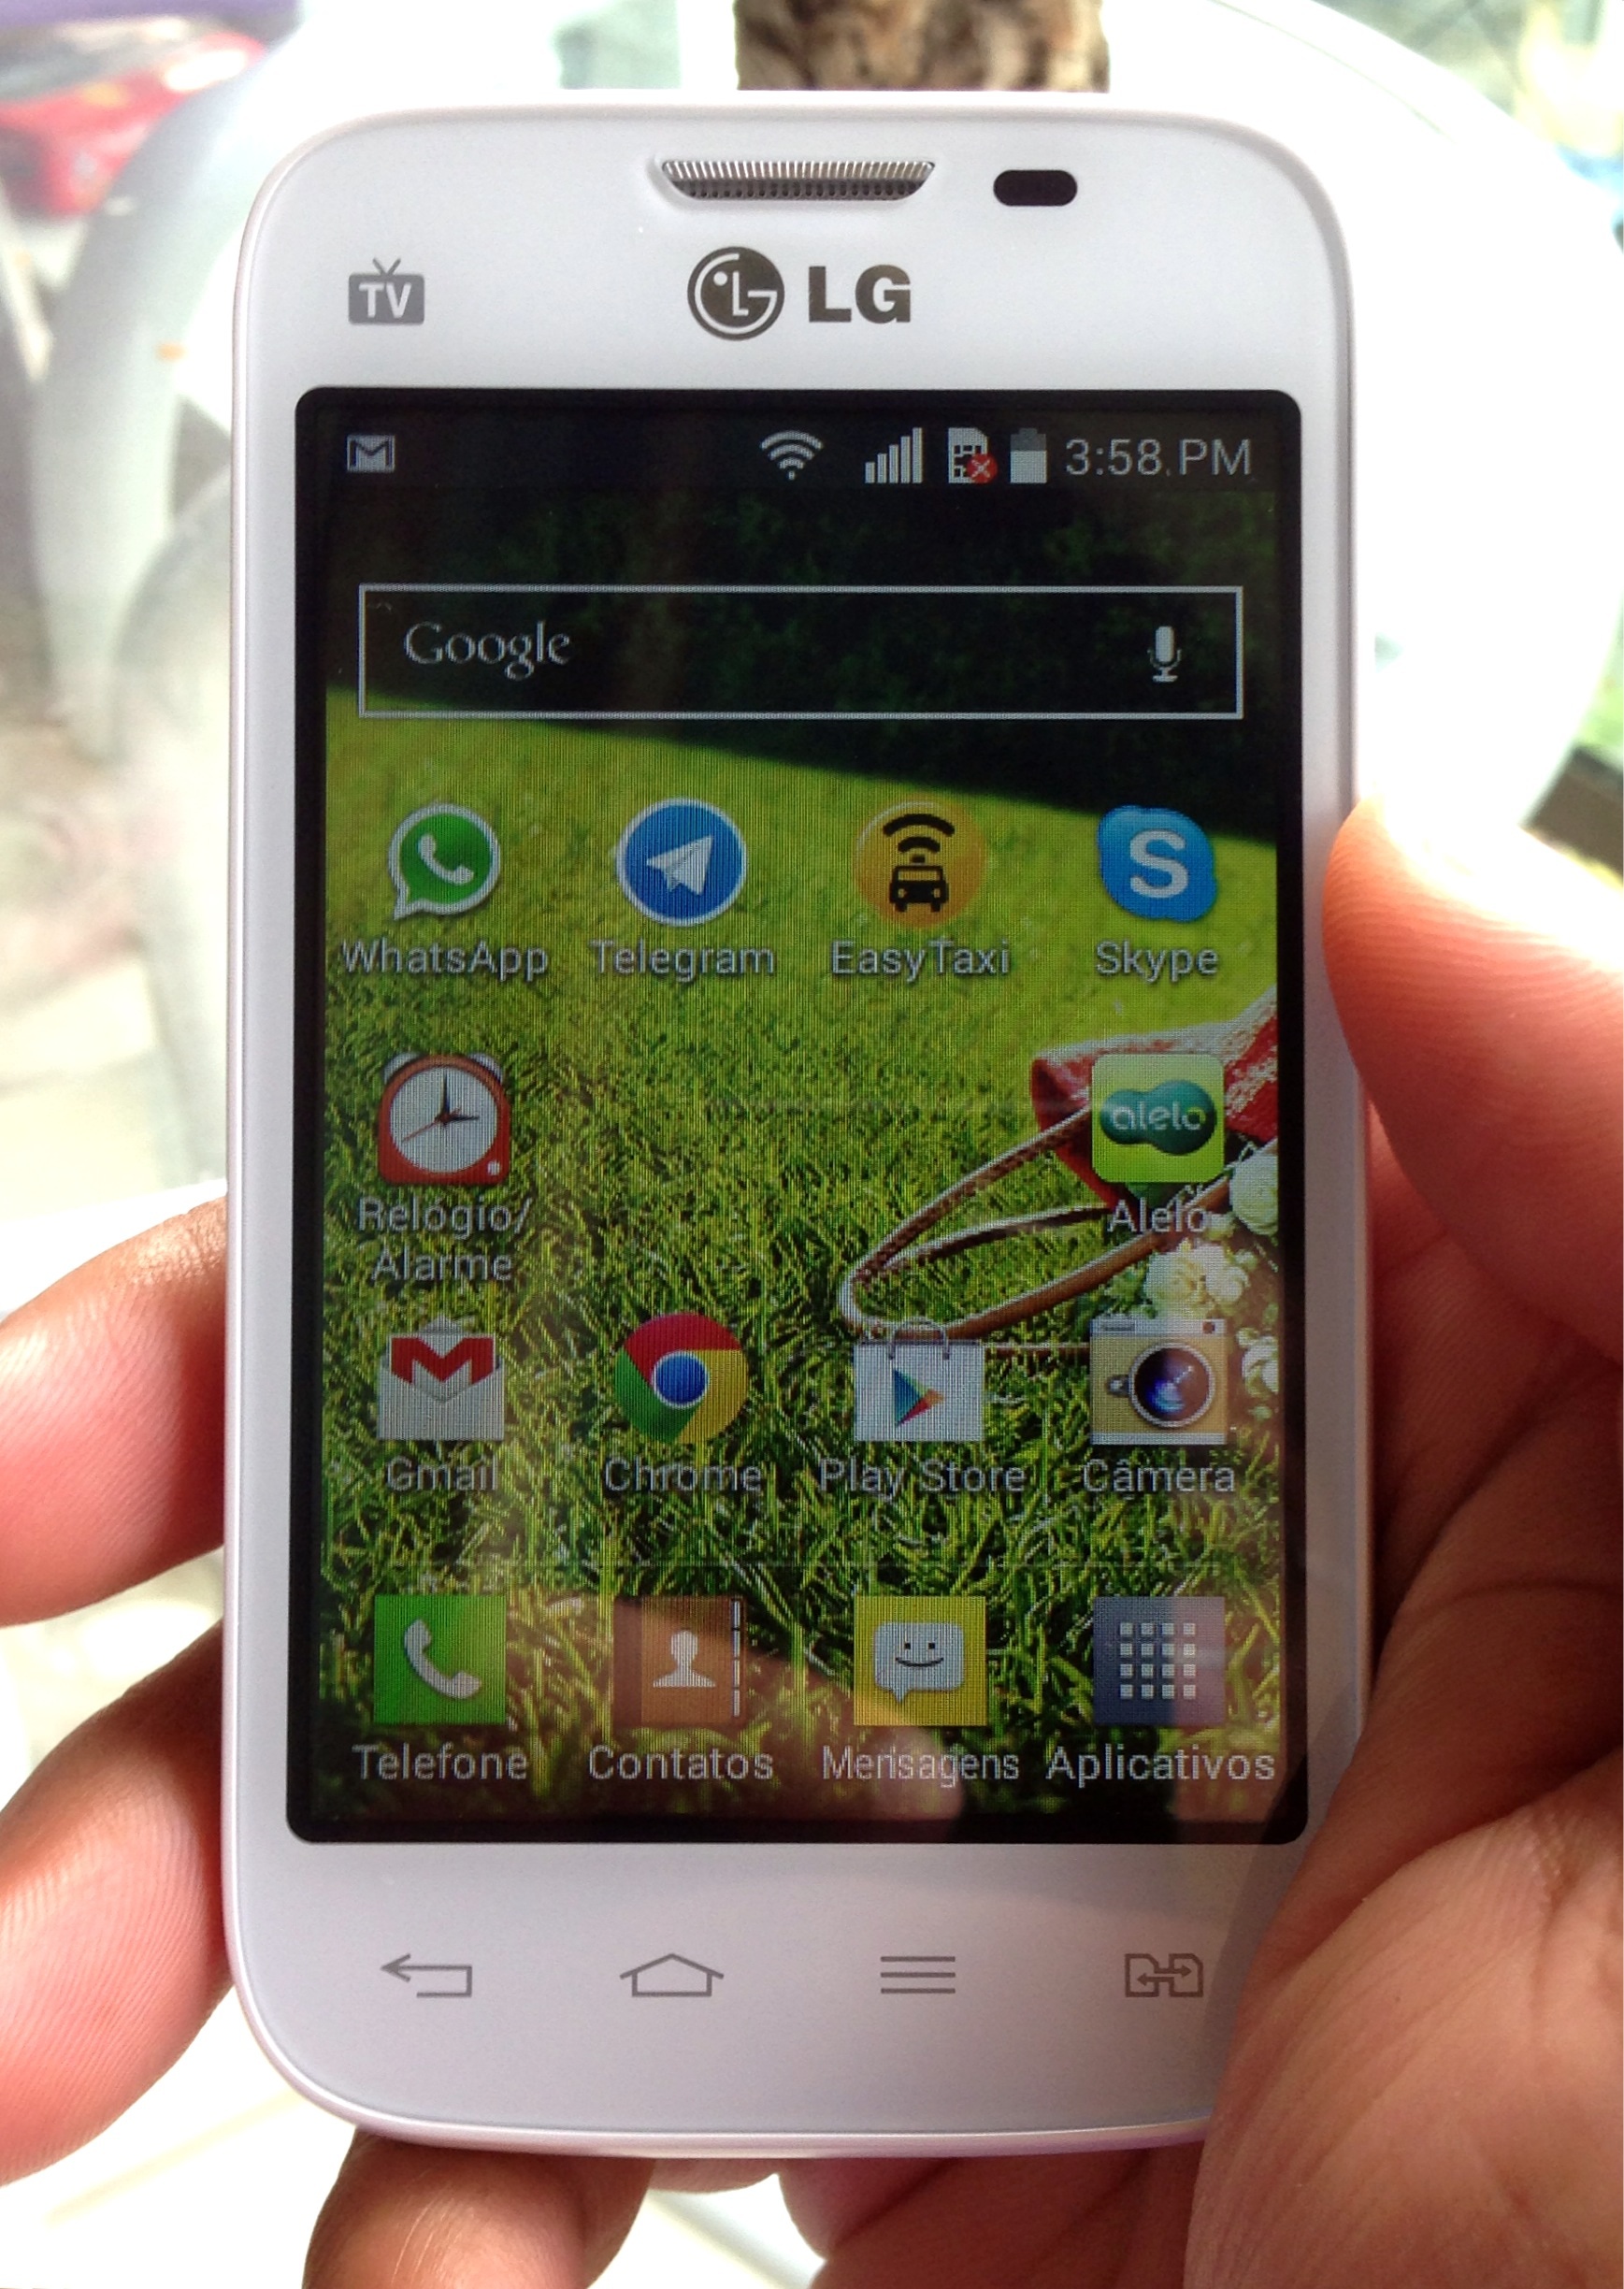 TV
LG
3:58 PM
Google
WhatsApp Telegram EasyTaxi Skype
alelo
Relógio/
Alarme
Alelo
Gmail Chrome Play Store Câmera
Telefone Contatos Mensagens Aplicativos